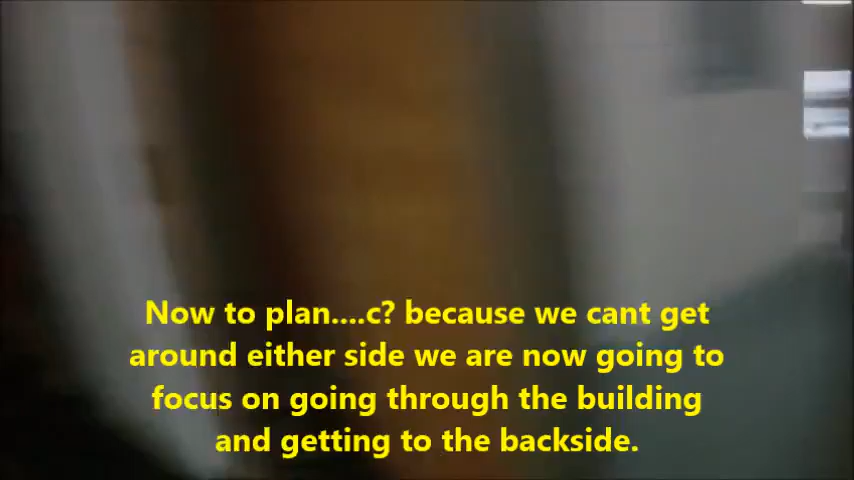 Now to plan....c? because we cant get
around either side we are now going to
focus on going through the building
and getting to the backside.